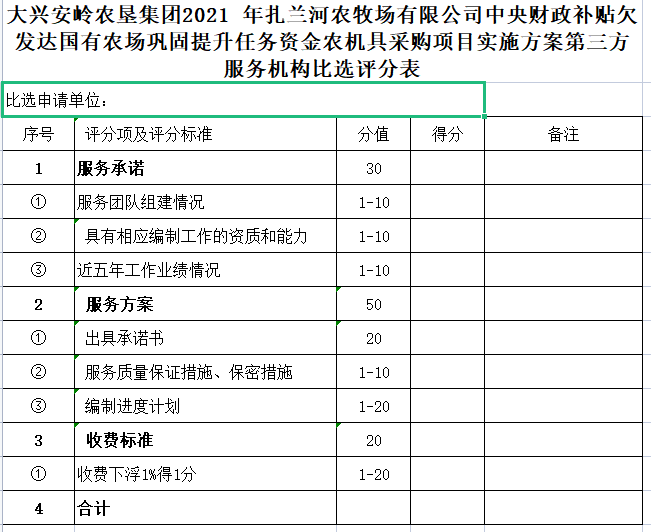 大兴安岭农垦集团2021 年扎兰河农牧场有限公司中央财政补贴欠
发达国有农场巩固提升任务资金农机具采购项目实施方案第三方
服务机构比选评分表
比选申请单位：
序号 评分项及评分标准 分值 得分 备注
1 服务承诺 30
① 服务团队组建情况 1-10
② 具有相应编制工作的资质和能力 1-10
③ 近五年工作业绩情况 1-10
2 服务方案 50
① 出具承诺书 20
② 服务质量保证措施、保密措施 1-10
③ 编制进度计划 1-20
3 收费标准 20
① 收费下浮1%得1分 1-20
4 合计